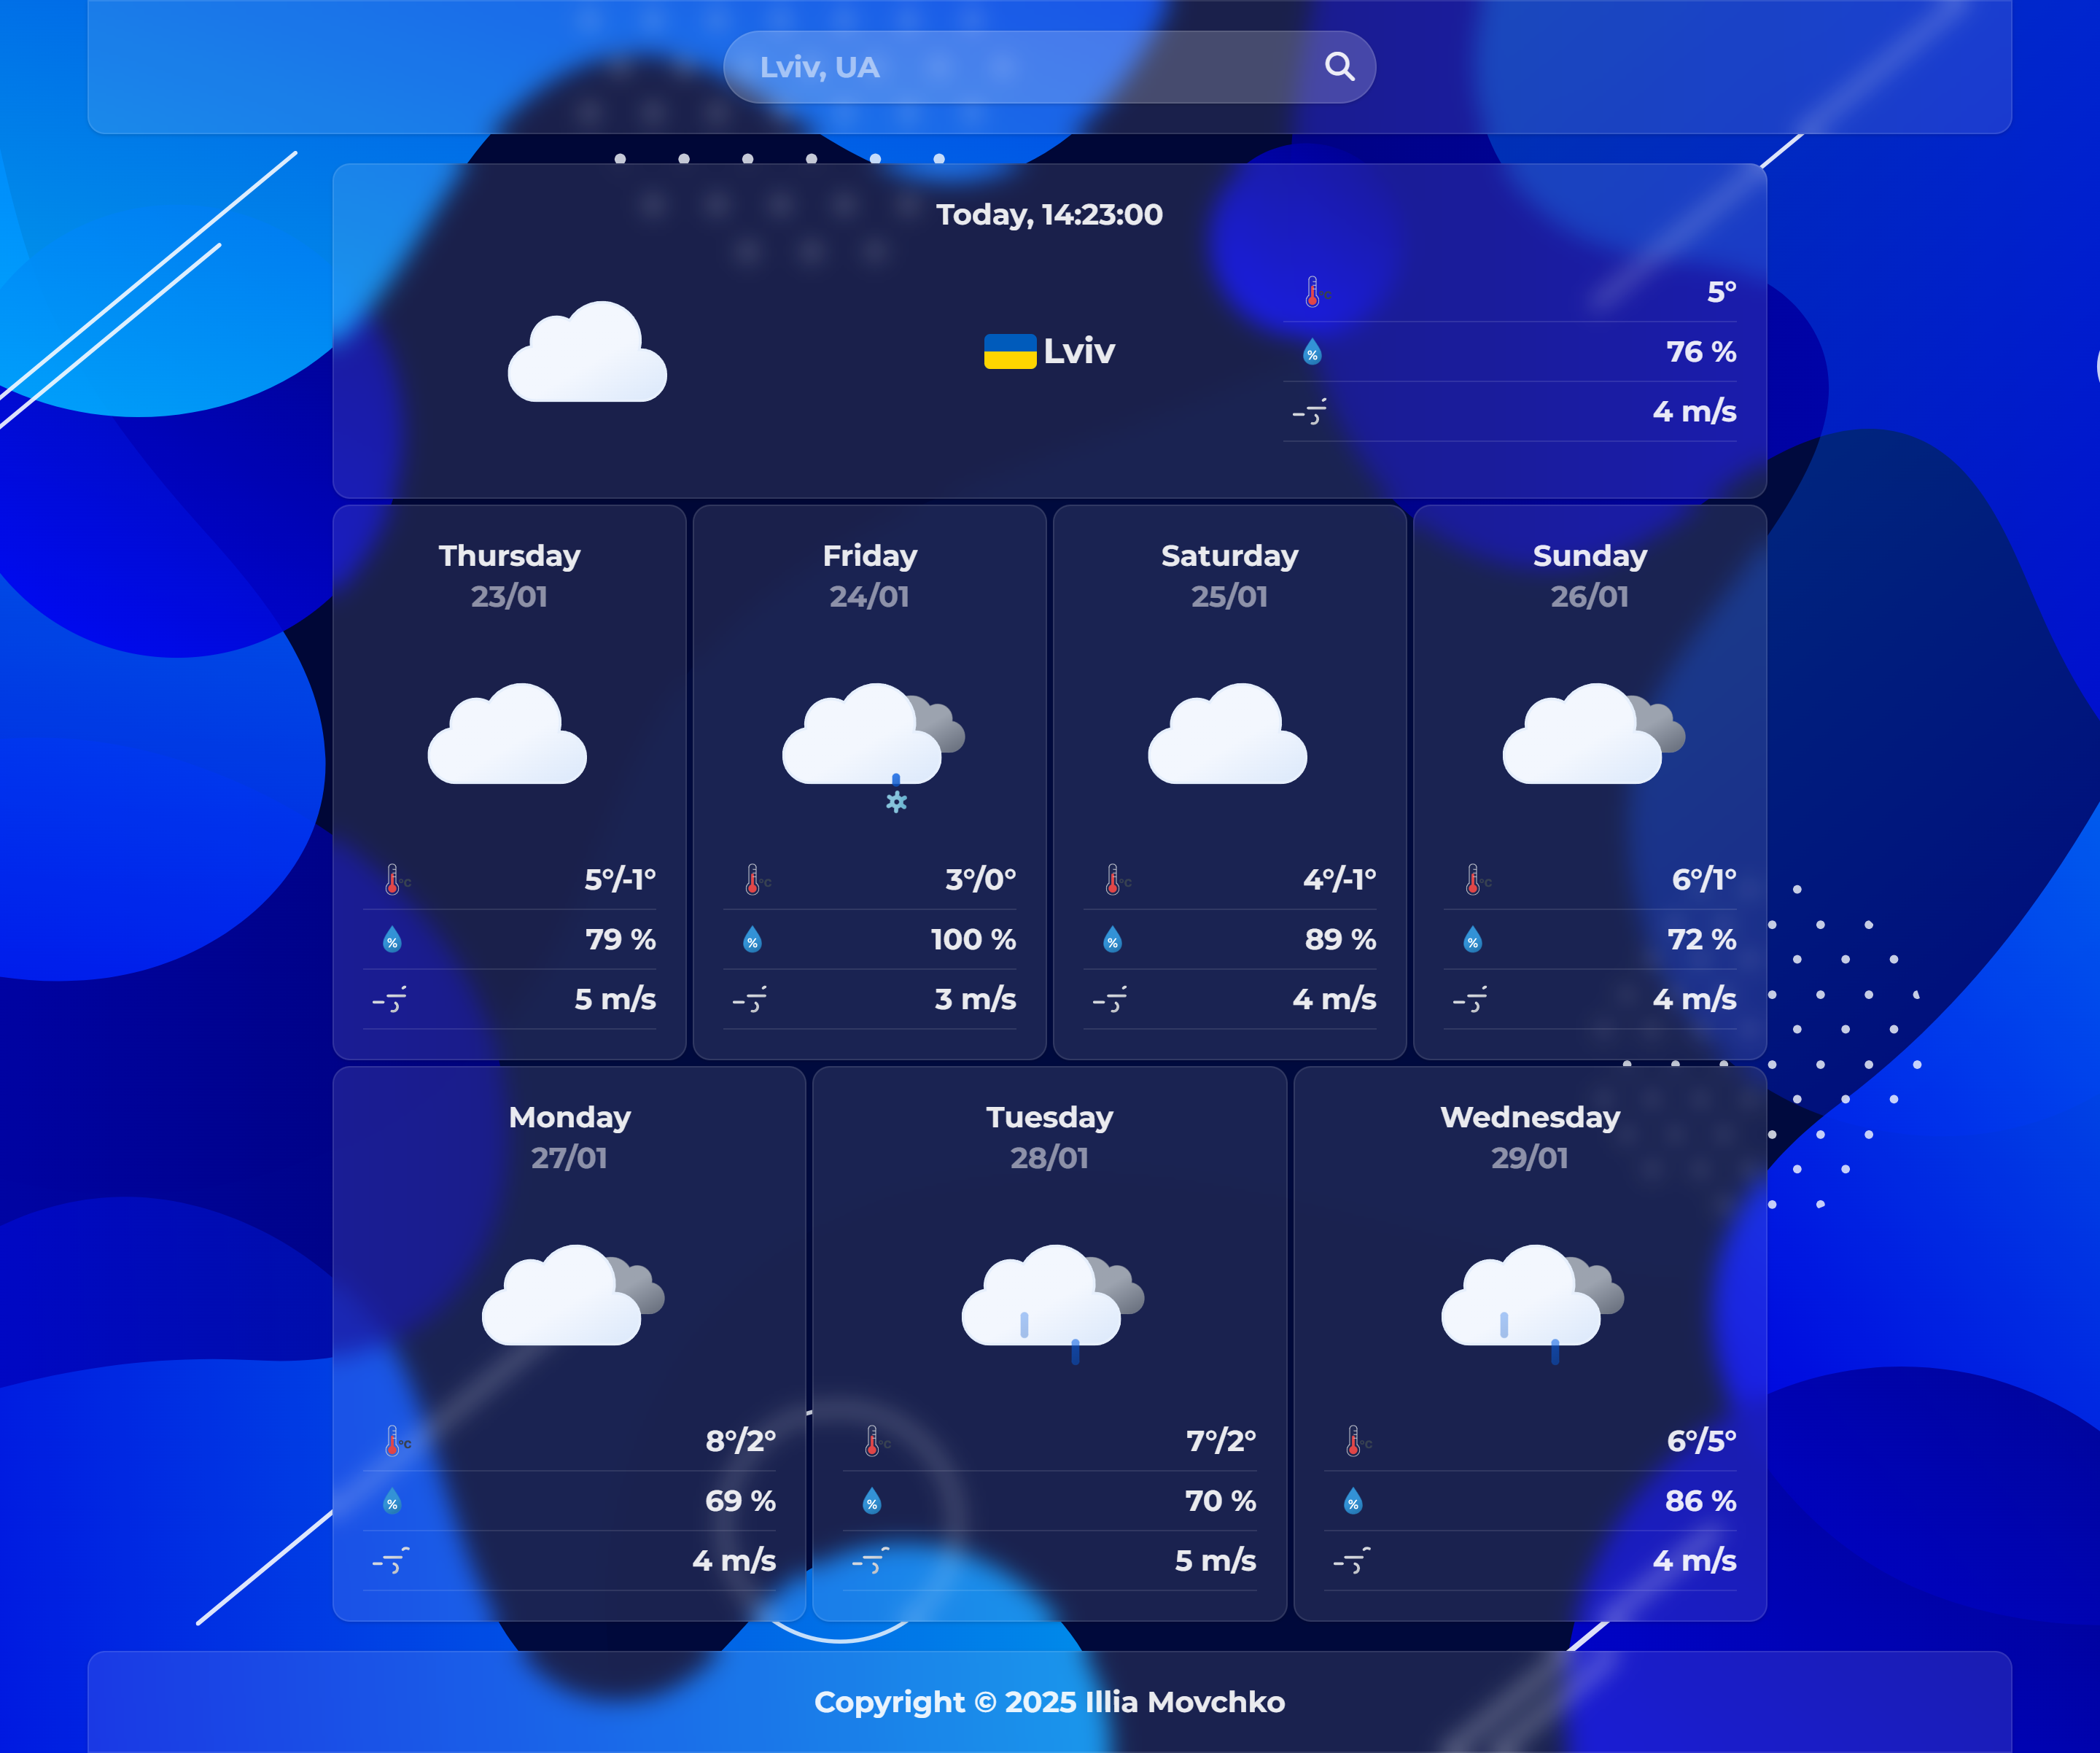 Lviv, UA
Today, 14:23:00
Lviv
°C 5°
% 76 %
4 m/s
Thursday
23/01
°C 5°/-1°
% 79 %
5 m/s
Friday
24/01
°C 3°/0°
% 100 %
3 m/s
Saturday
25/01
°C 4°/-1°
% 89 %
4 m/s
Sunday
26/01
°C 6°/1°
% 72 %
4 m/s
Monday
27/01
°C 8°/2°
% 69 %
4 m/s
Tuesday
28/01
°C 7°/2°
% 70 %
5 m/s
Wednesday
29/01
°C 6°/5°
% 86 %
4 m/s
Copyright © 2025 Illia Movchko